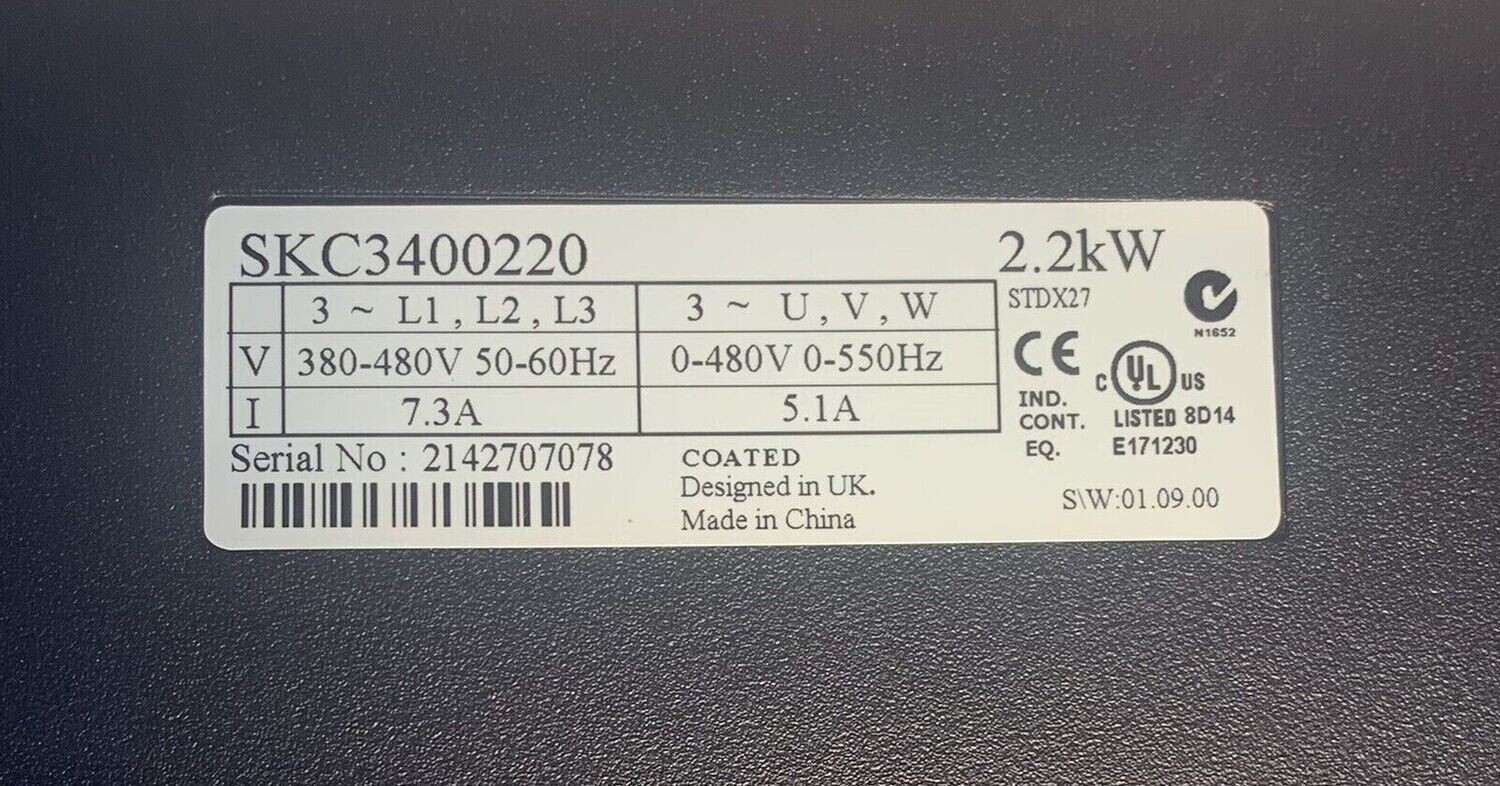 SKC3400220 2.2kW
3 ~ L1 , L2 , L3 3 ~ U , V , W STDX27
N1652
V 380-480V 50-60Hz 0-480V 0-550Hz CE
C UL US
I 7.3A 5.1A
IND.
CONT. LISTED 8D14
EQ. E171230
Serial No : 2142707078 COATED
Designed in UK.
S\W:01.09.00
Made in China